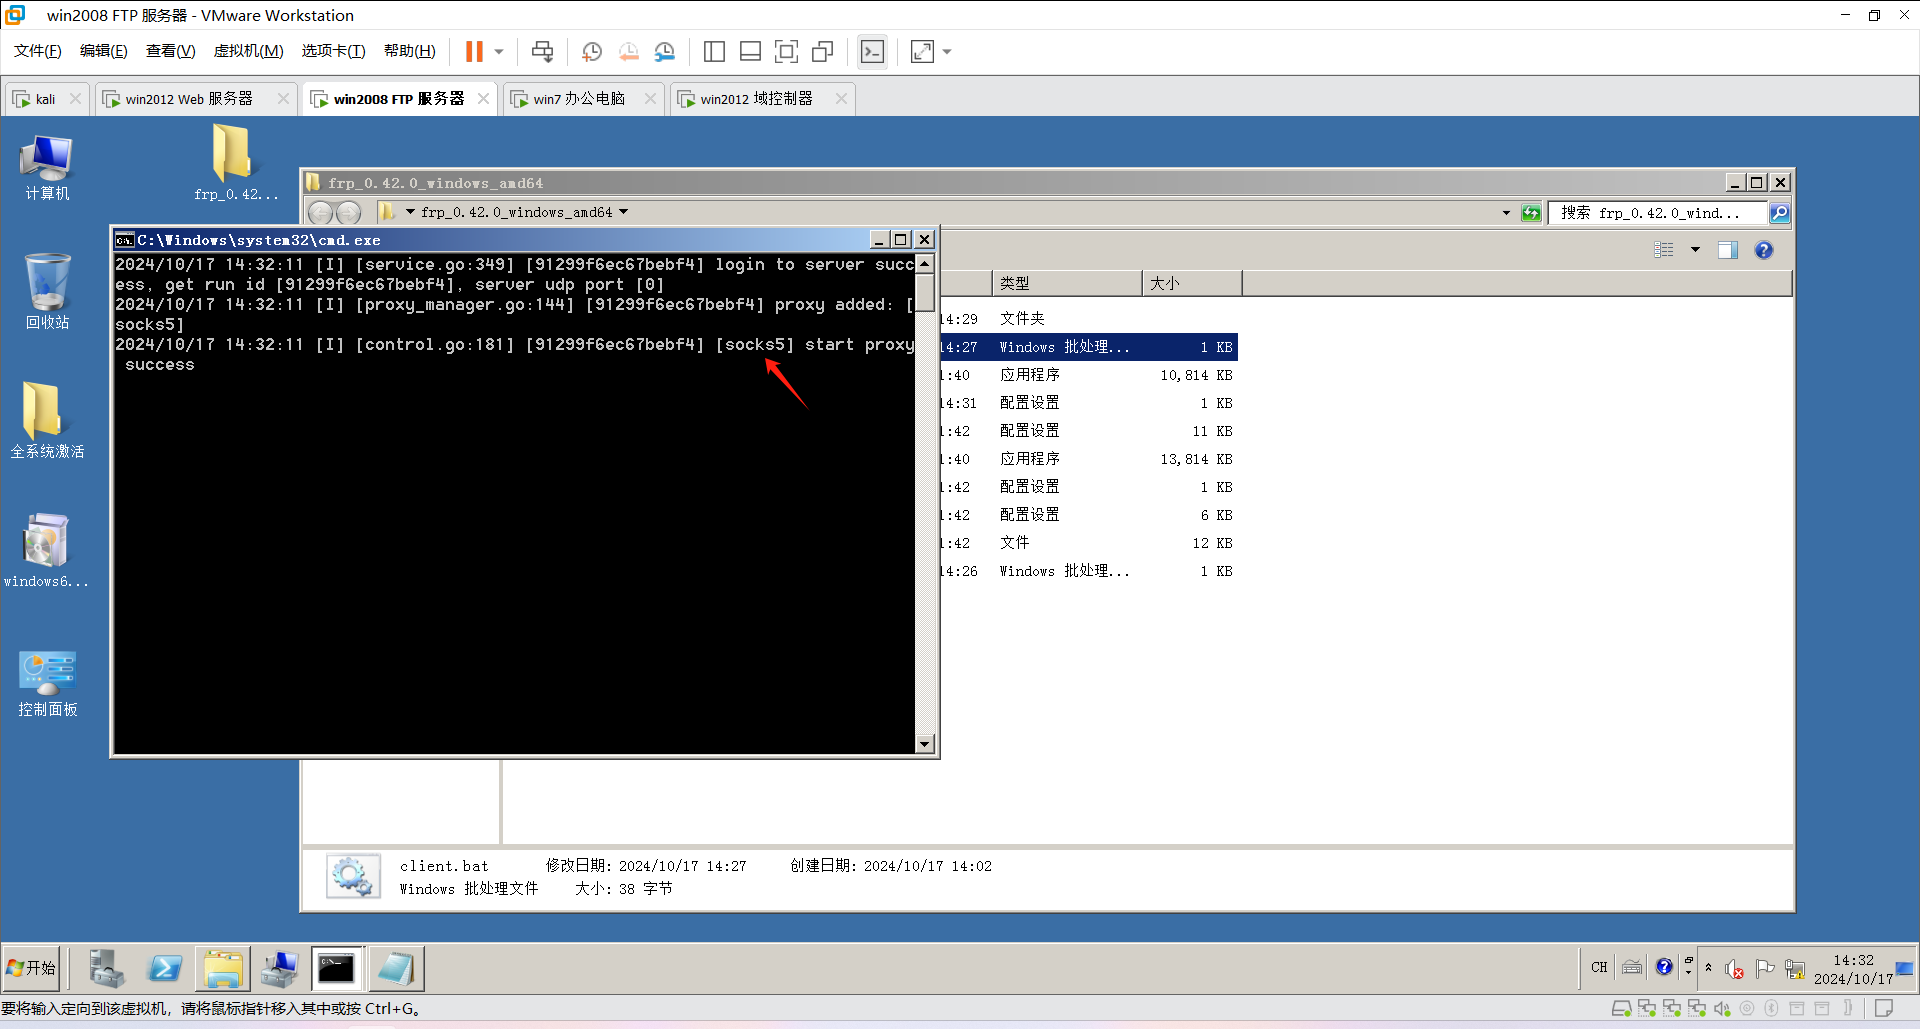 win2008 FTP 服务器 - VMware Workstation
文件(F) 编辑(E) 查看(V) 虚拟机(M) 选项卡(T) 帮助(H)
kali
win2012 Web 服务器
win2008 FTP 服务器
win7 办公电脑
win2012 域控制器
计算机
frp_0.42...
回收站
全系统激活
windows6...
控制面板
frp_0.42.0_windows_amd64
frp_0.42.0_windows_amd64
搜索 frp_0.42.0_wind...
C:\Windows\system32\cmd.exe
2024/10/17 14:32:11 [I] [service.go:349] [91299f6ec67bebf4] login to server succ
ess, get run id [91299f6ec67bebf4], server udp port [0]
2024/10/17 14:32:11 [I] [proxy_manager.go:144] [91299f6ec67bebf4] proxy added: [
socks5]
2024/10/17 14:32:11 [I] [control.go:181] [91299f6ec67bebf4] [socks5] start proxy
success
类型 大小
14:29 文件夹
14:27 Windows 批处理... 1 KB
1:40 应用程序 10,814 KB
14:31 配置设置 1 KB
1:42 配置设置 11 KB
1:40 应用程序 13,814 KB
1:42 配置设置 1 KB
1:42 配置设置 6 KB
1:42 文件 12 KB
14:26 Windows 批处理... 1 KB
client.bat 修改日期: 2024/10/17 14:27 创建日期: 2024/10/17 14:02
Windows 批处理文件 大小: 38 字节
开始
CH
14:32
2024/10/17
要将输入定向到该虚拟机，请将鼠标指针移入其中或按 Ctrl+G。